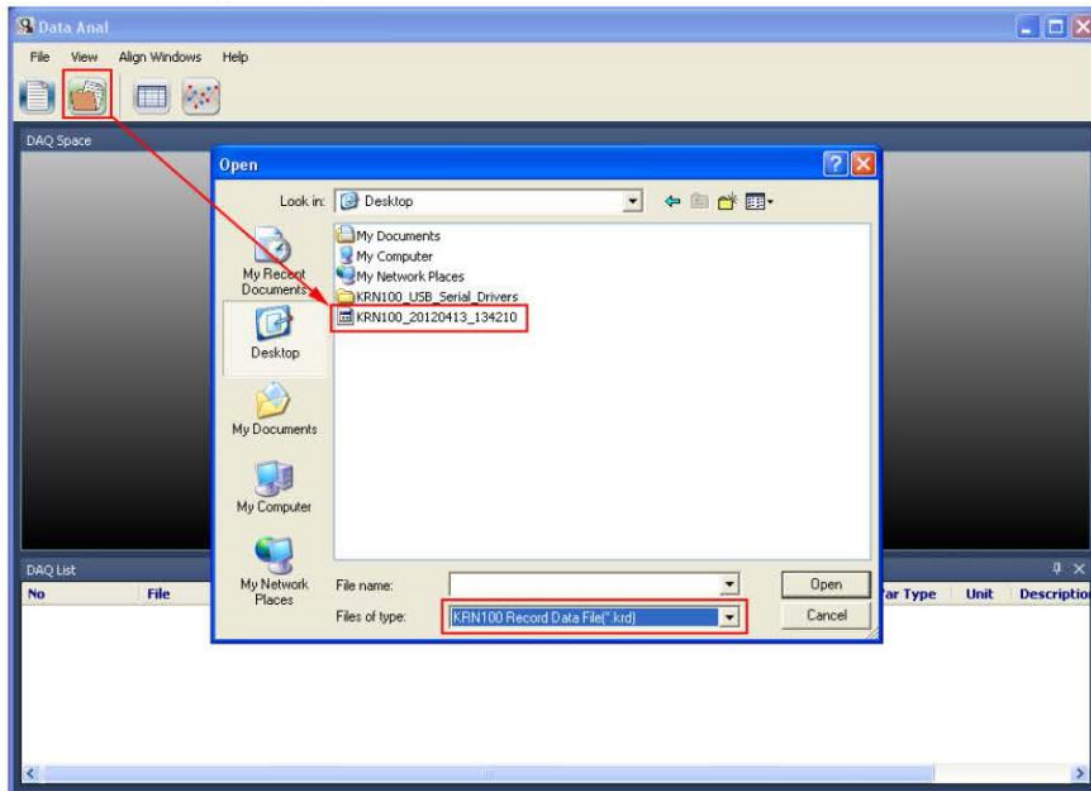 Data Anal
File View Align Windows Help
DAQ Space
Open
Look in: Desktop
My Recent
Documents
Desktop
My Documents
My Computer
My Network
Places
My Documents
My Computer
My Network Places
KRN100_USB_Serial_Drivers
KRN100_20120413_134210
File name:
Open
Files of type: KRN100 Record Data File(*.krd)
Cancel
DAQ List
No File Var Type Unit Description